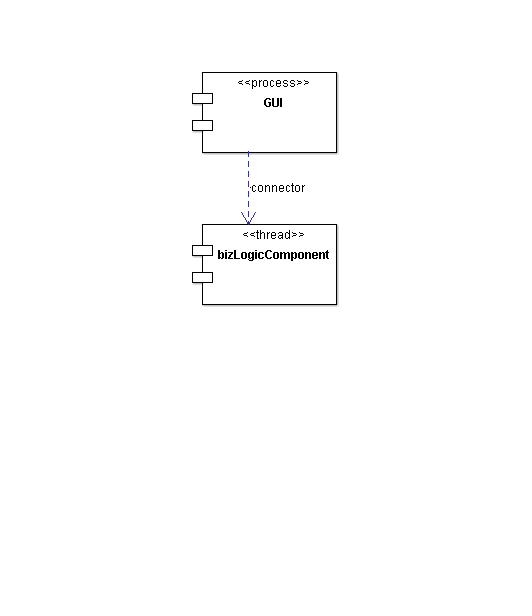 <<process>>
GUI
connector
<<thread>>
bizLogicComponent